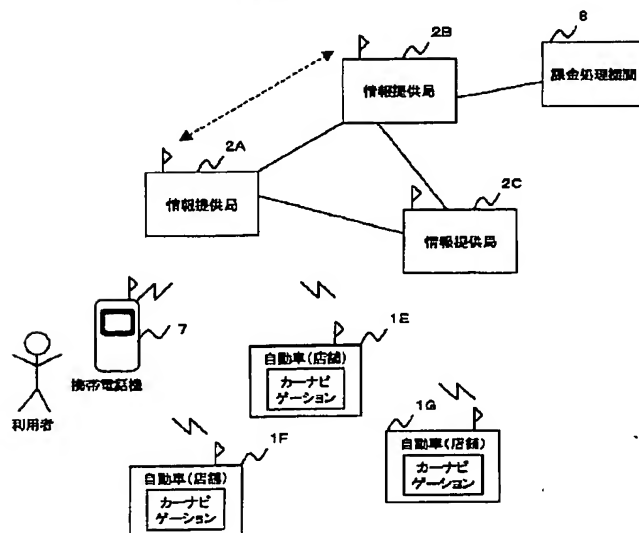 2B
8
情報提供局
課金処理機関
2A
情報提供局
2C
情報提供局
7
携帯電話機
利用者
1E
自動車(店舗)
カーナビ
ゲーション
1G
自動車(店舗)
カーナビ
ゲーション
1F
自動車(店舗)
カーナビ
ゲーション